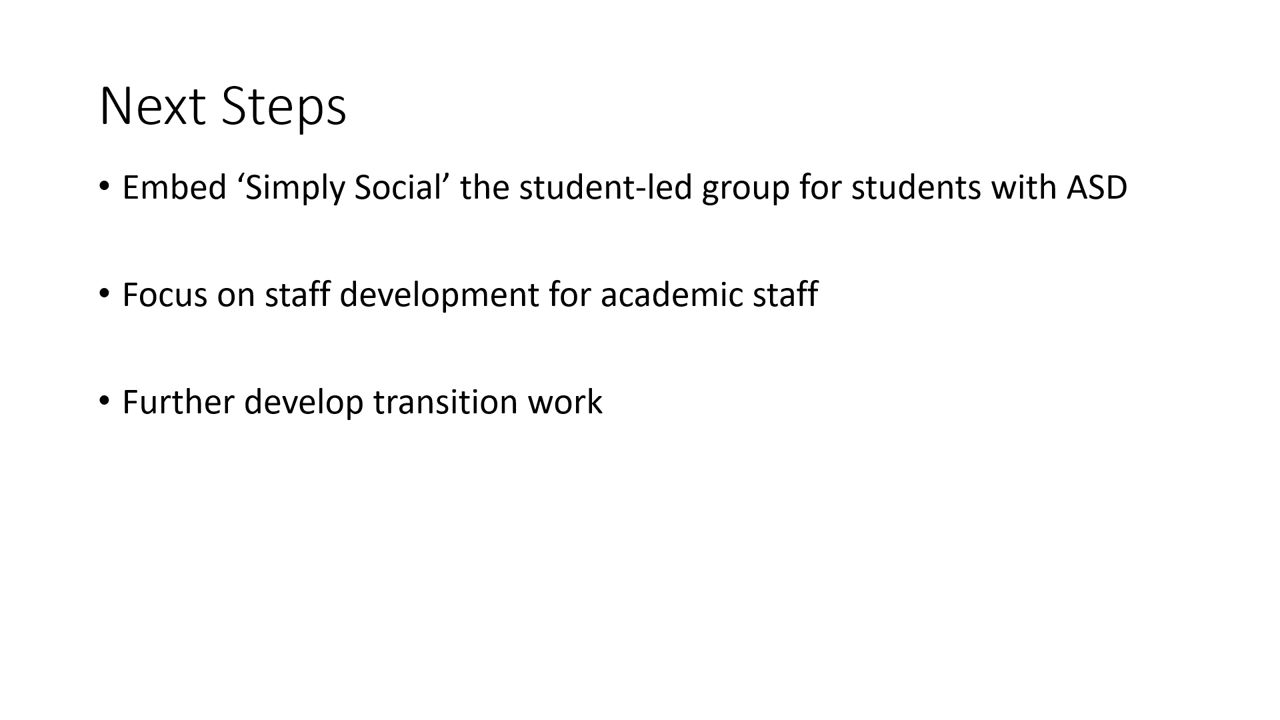 Next Steps
• Embed ‘Simply Social’ the student-led group for students with ASD
• Focus on staff development for academic staff
• Further develop transition work